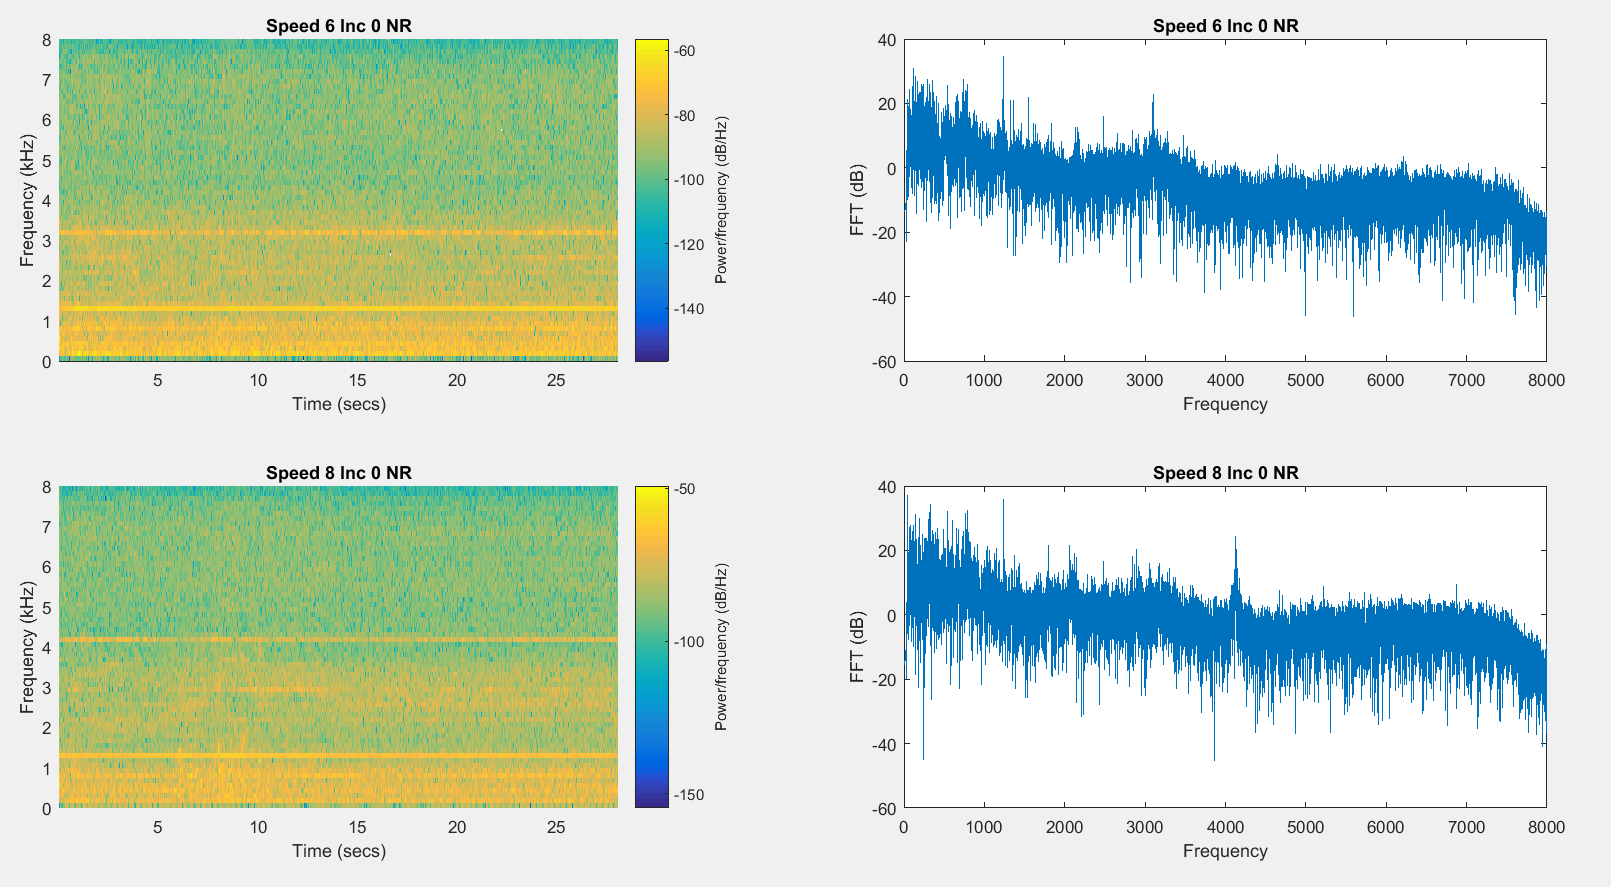 Speed 6 Inc 0 NR
8
7
6
5
4
3
2
1
0
Frequency (kHz)
5 10 15 20 25
Time (secs)
-60
-80
-100
-120
-140
Power/frequency (dB/Hz)
Speed 6 Inc 0 NR
40
20
0
-20
-40
-60
FFT (dB)
0 1000 2000 3000 4000 5000 6000 7000 8000
Frequency
Speed 8 Inc 0 NR
8
7
6
5
4
3
2
1
0
Frequency (kHz)
5 10 15 20 25
Time (secs)
-50
-100
-150
Power/frequency (dB/Hz)
Speed 8 Inc 0 NR
40
20
0
-20
-40
-60
FFT (dB)
0 1000 2000 3000 4000 5000 6000 7000 8000
Frequency